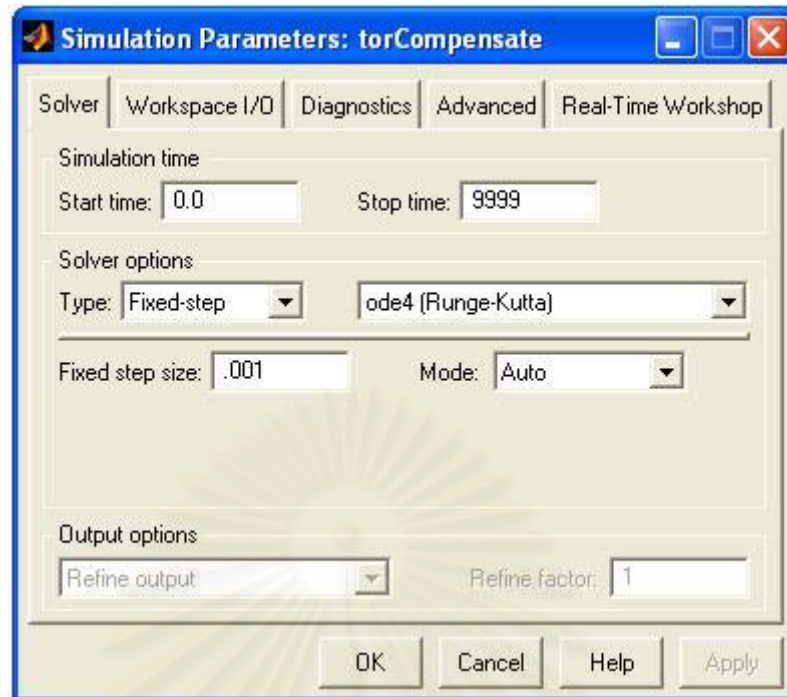 Simulation Parameters: torCompensate
Solver Workspace I/O Diagnostics Advanced Real-Time Workshop
Simulation time
Start time: 0.0 Stop time: 9999
Solver options
Type: Fixed-step ode4 (Runge-Kutta)
Fixed step size: .001 Mode: Auto
Output options
Refine output Refine factor: 1
OK Cancel Help Apply